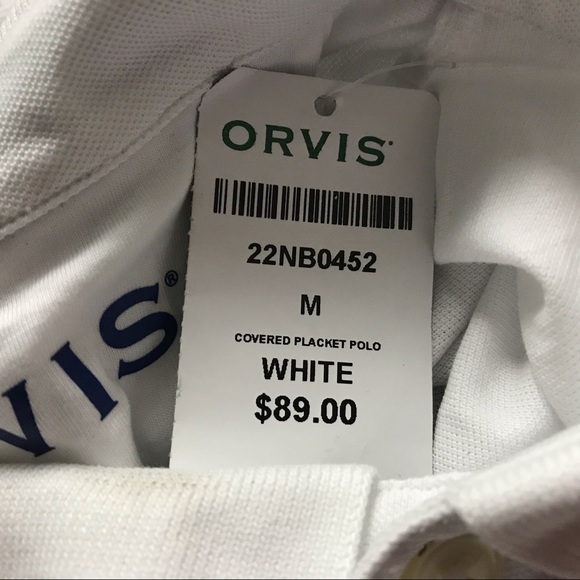 ORVIS
22NB0452
M
COVERED PLACKET POLO
WHITE
$89.00
VIS®